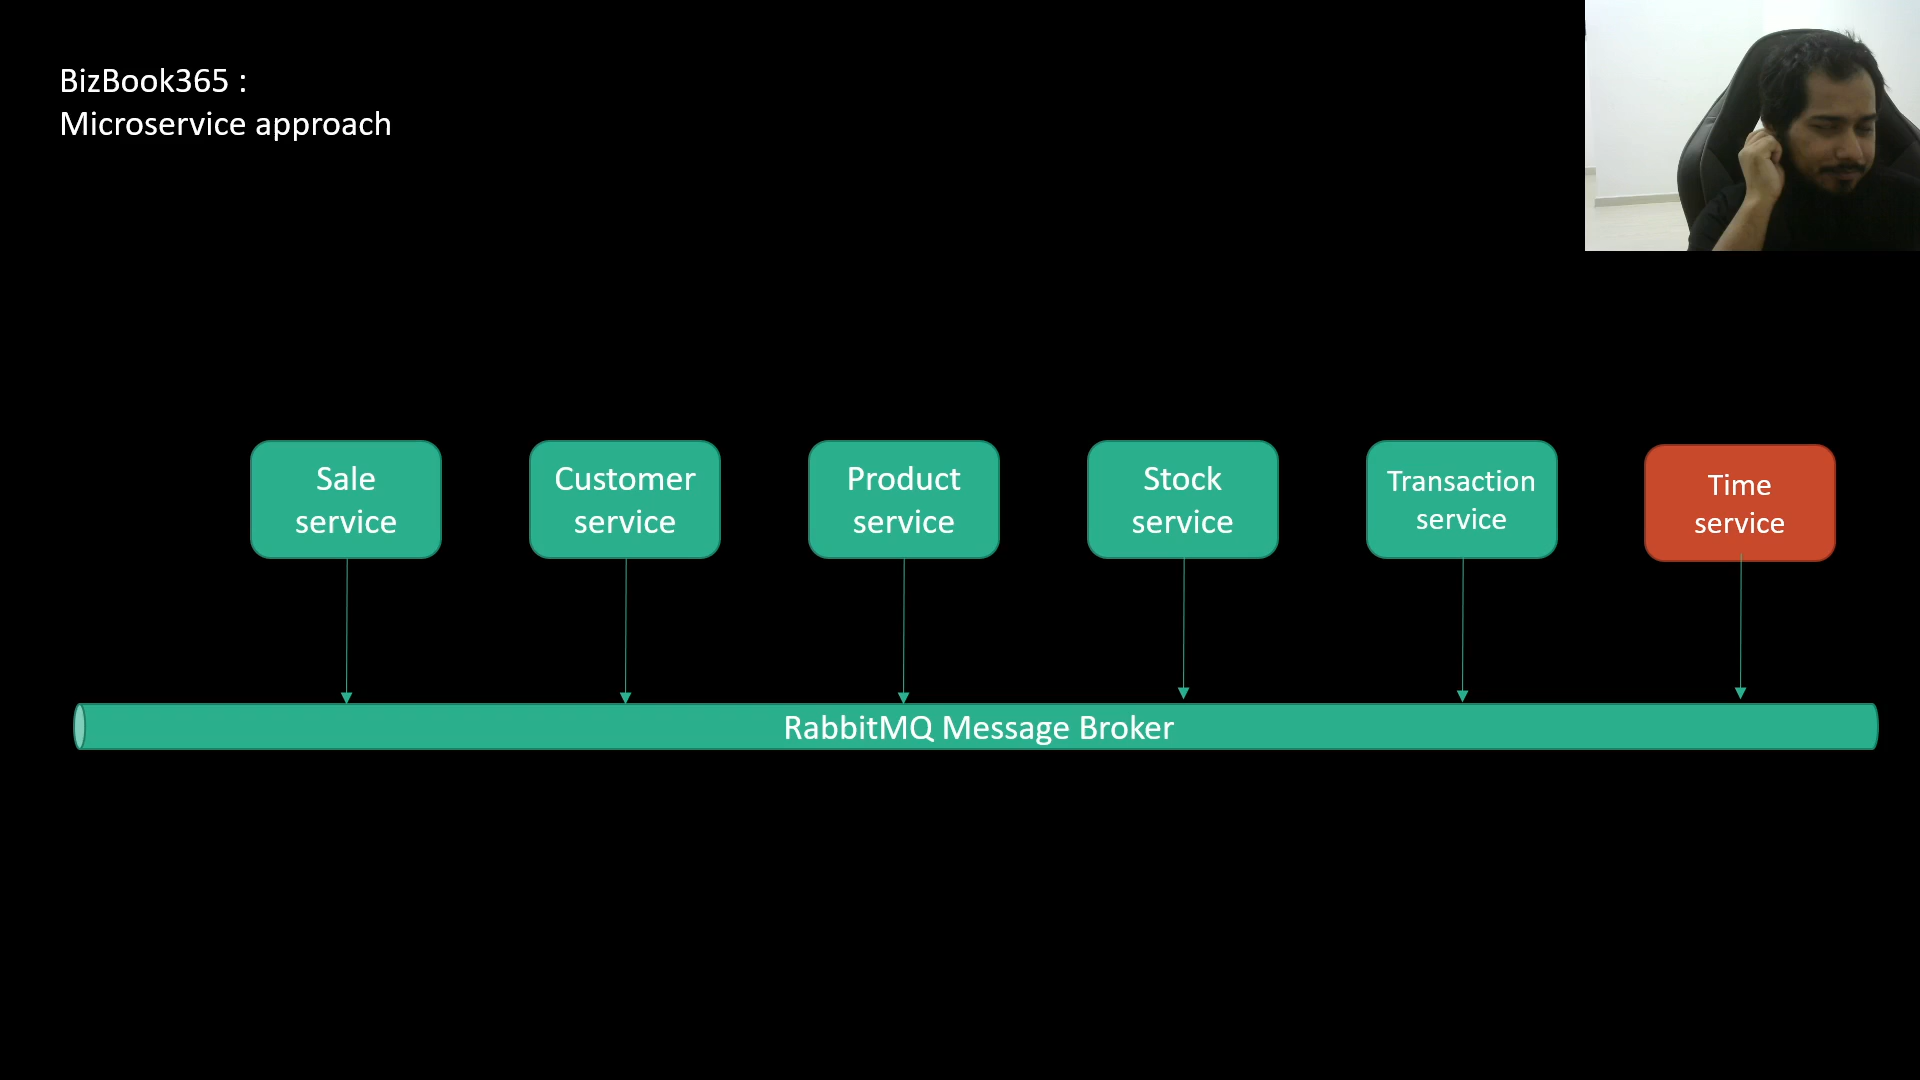 BizBook365 :
Microservice approach
Sale
service
Customer
service
Product
service
Stock
service
Transaction
service
Time
service
RabbitMQ Message Broker